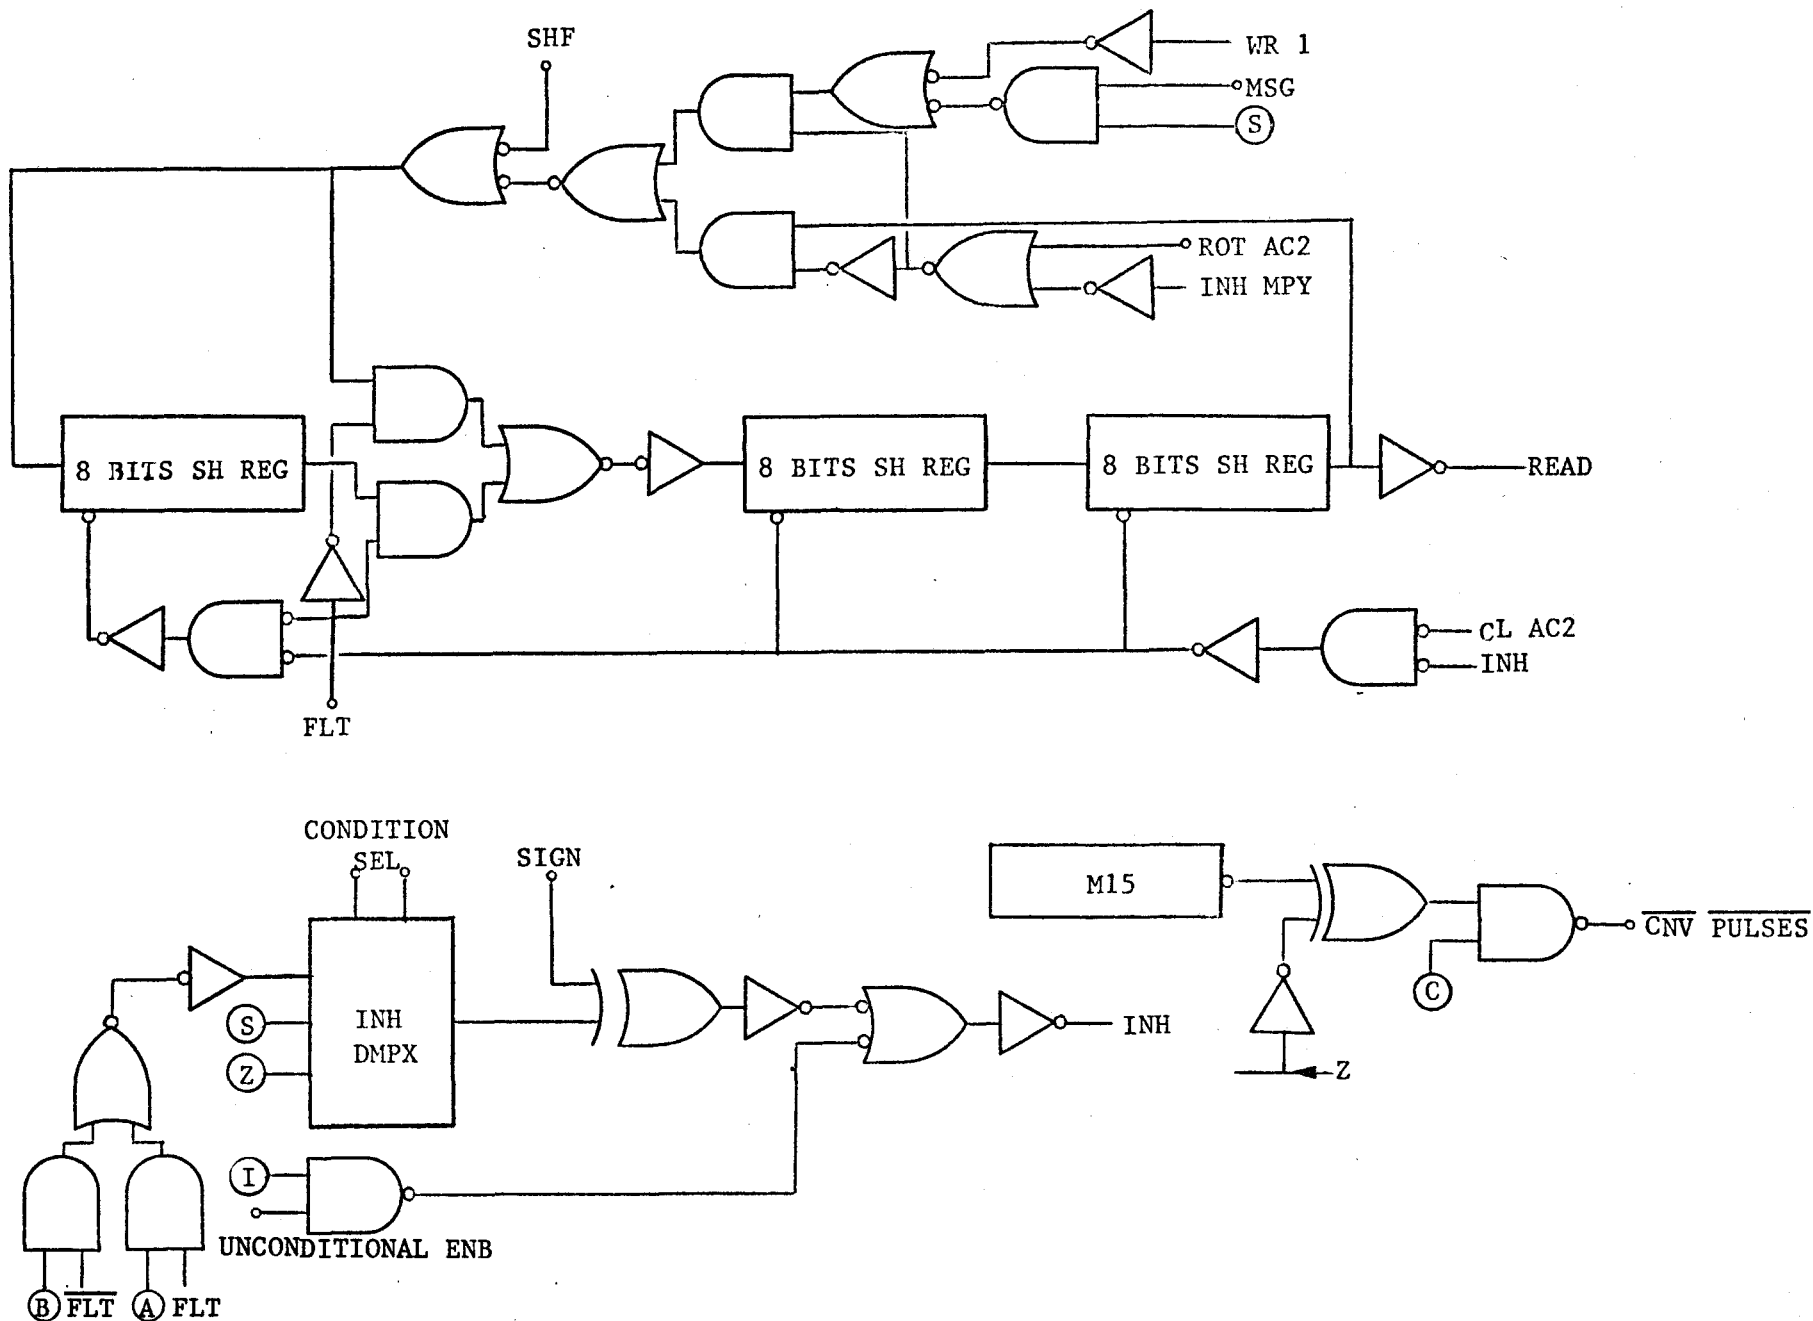 SHF
WR 1
MSG
S
ROT AC2
INH MPY
8 BITS SH REG
8 BITS SH REG
8 BITS SH REG
READ
CL AC2
INH
FLT
CONDITION
SEL
SIGN
M15
CNV PULSES
C
S
INH
DMPX
INH
Z
Z
I
UNCONDITIONAL ENB
B FLT A FLT